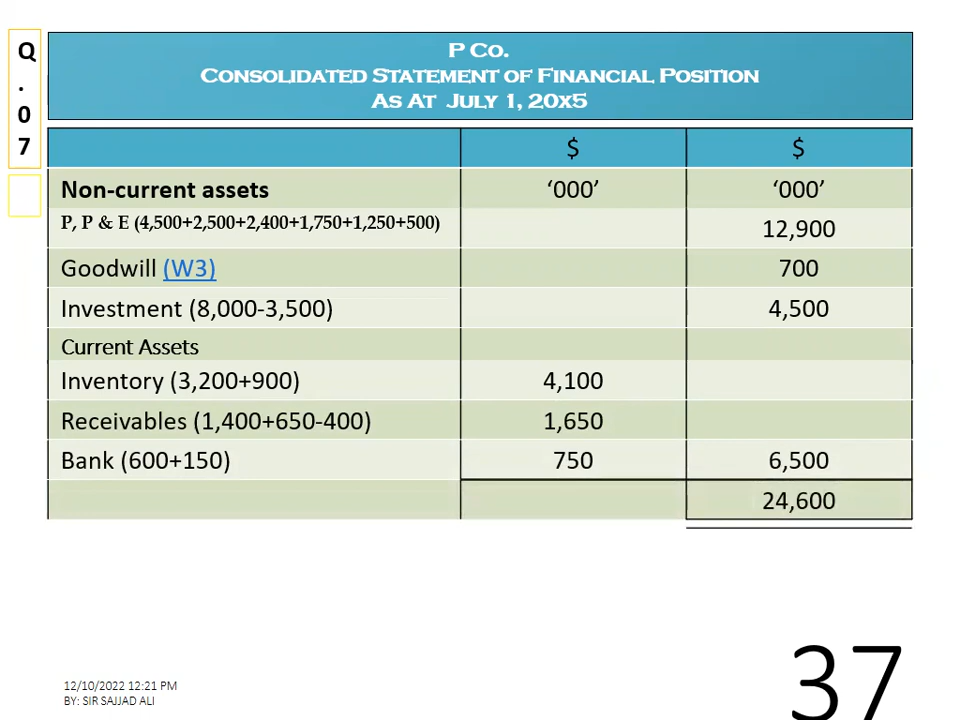 Q.07
P Co.
Consolidated Statement of Financial Position
As At July 1, 20x5
$ $
Non-current assets ‘000’ ‘000’
P, P & E (4,500+2,500+2,400+1,750+1,250+500) 12,900
Goodwill (W3) 700
Investment (8,000-3,500) 4,500
Current Assets
Inventory (3,200+900) 4,100
Receivables (1,400+650-400) 1,650
Bank (600+150) 750 6,500
24,600
12/10/2022 12:21 PM
BY: SIR SAJJAD ALI
37